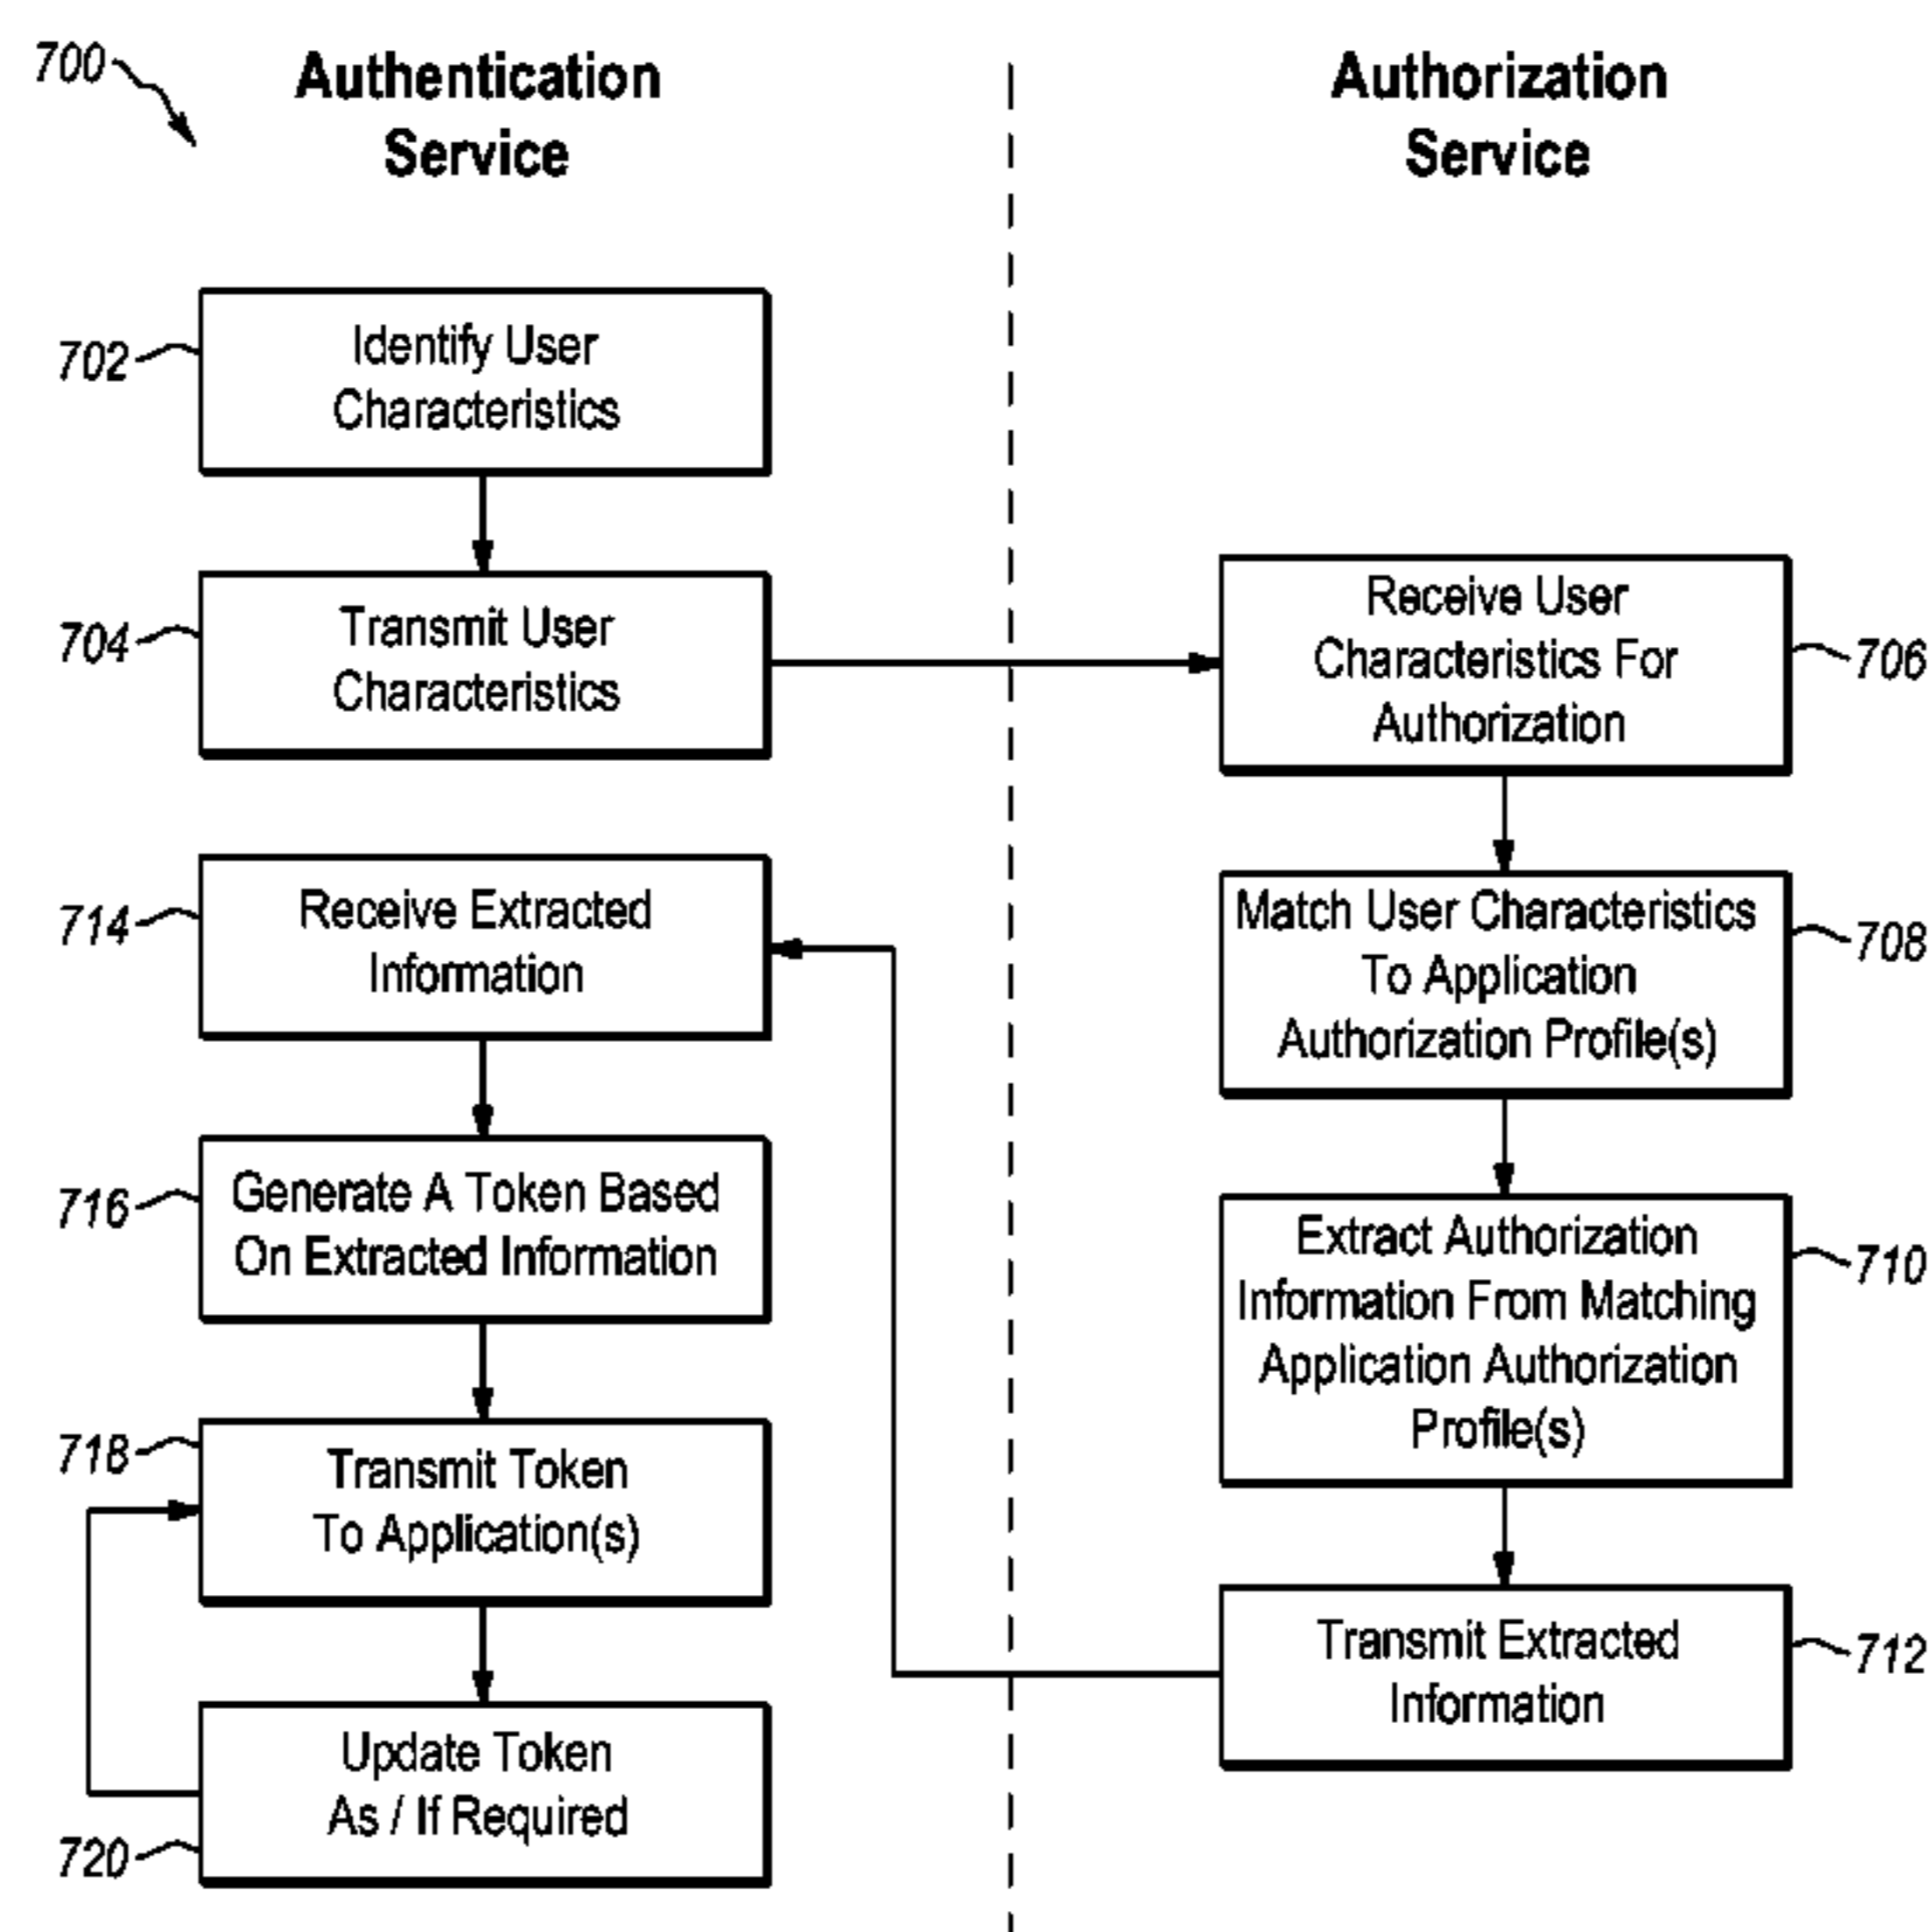 700
Authentication
Service
Authorization
Service
702
Identify User
Characteristics
704
Transmit User
Characteristics
Receive User
Characteristics For
Authorization
706
Match User Characteristics
To Application
Authorization Profile(s)
708
Extract Authorization
Information From Matching
Application Authorization
Profile(s)
710
Transmit Extracted
Information
712
714
Receive Extracted
Information
716
Generate A Token Based
On Extracted Information
718
Transmit Token
To Application(s)
Update Token
As / If Required
720